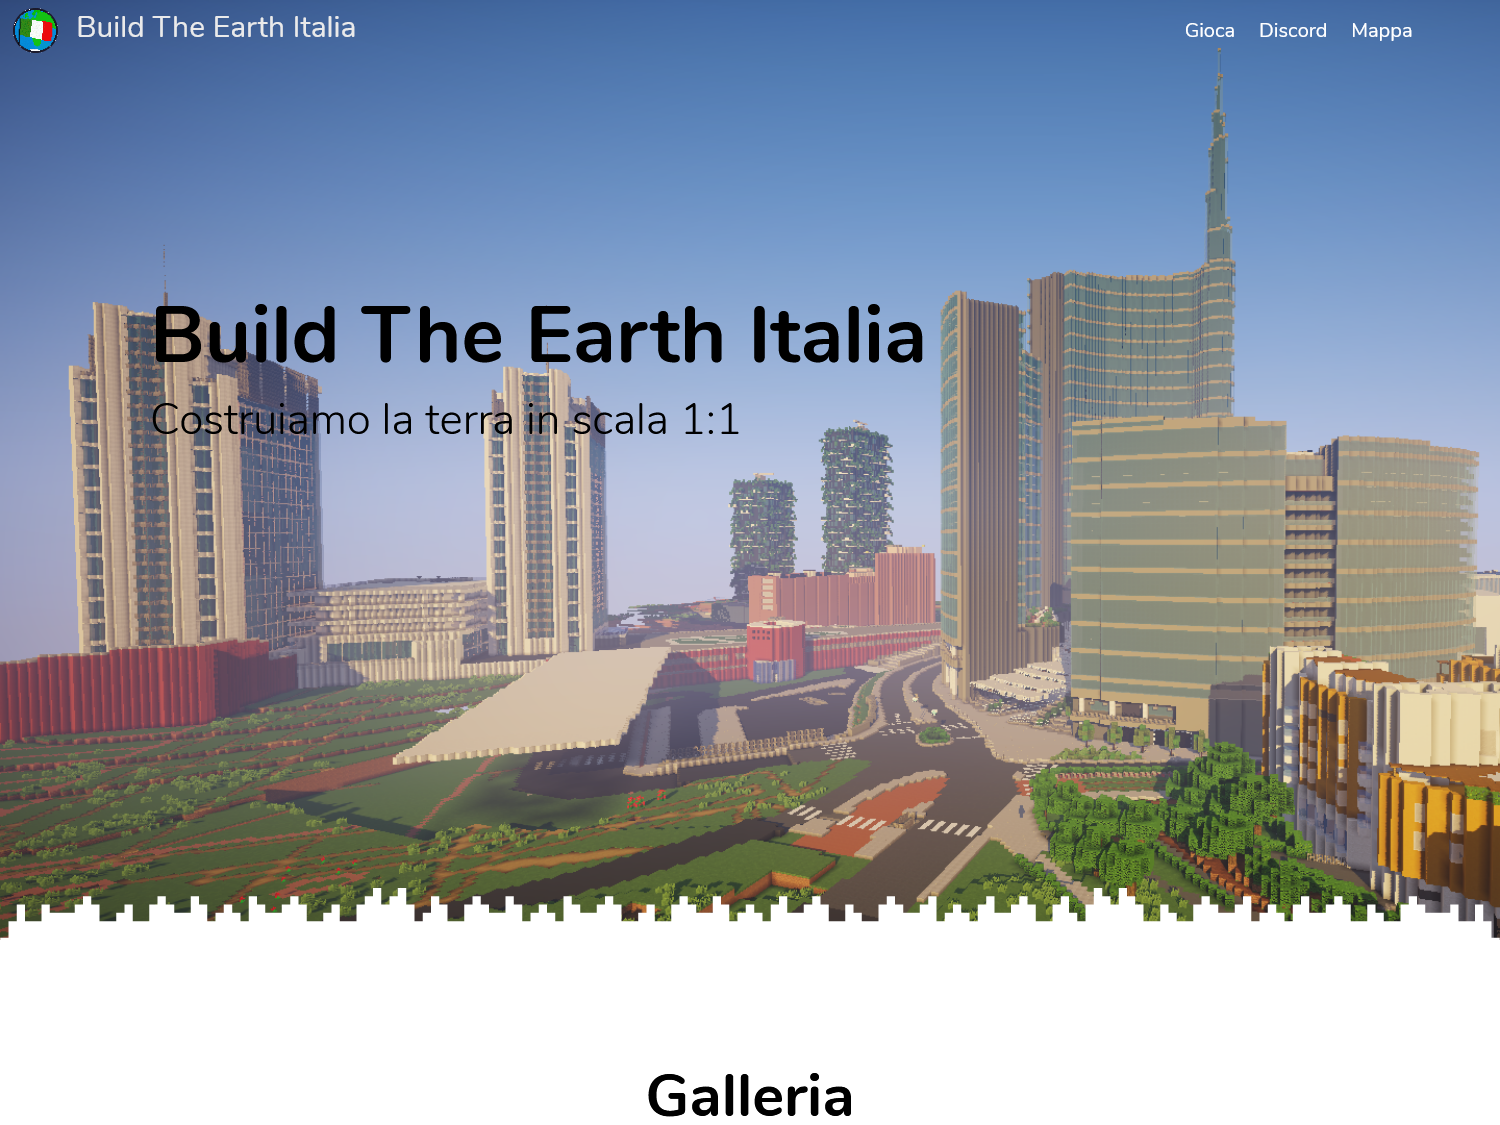 Build The Earth Italia
Gioca Discord Mappa
Build The Earth Italia
Costruiamo la terra in scala 1:1
Galleria